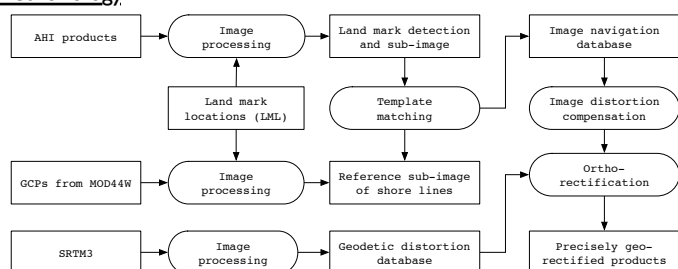 AHI products
Image
processing
Land mark detection
and sub-image
Image navigation
database
Land mark
locations (LML)
Template
matching
Image distortion
compensation
GCPs from MOD44W
Image
processing
Reference sub-image
of shore lines
Ortho-
rectification
SRTM3
Image
processing
Geodetic distortion
database
Precisely geo-
rectified products